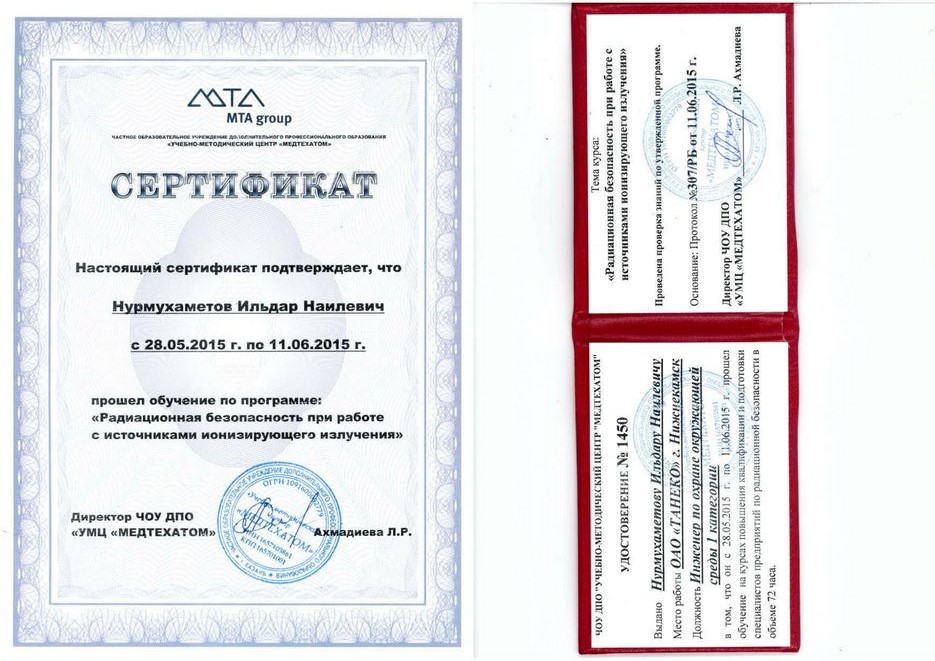 МТА
MTA group
ЧАСТНОЕ ОБРАЗОВАТЕЛЬНОЕ УЧРЕЖДЕНИЕ ДОПОЛНИТЕЛЬНОГО ПРОФЕССИОНАЛЬНОГО ОБРАЗОВАНИЯ
«УЧЕБНО-МЕТОДИЧЕСКИЙ ЦЕНТР «МЕДТЕХАТОМ»
СЕРТИФИКАТ
Настоящий сертификат подтверждает, что
Нурмухаметов Ильдар Наилевич
с 28.05.2015 г. по 11.06.2015 г.
прошел обучение по программе:
«Радиационная безопасность при работе
с источниками ионизирующего излучения»
Директор ЧОУ ДПО
«УМЦ «МЕДТЕХАТОМ» Ахмадиева Л.Р.
«МЕДТЕХАТОМ»
ЧОУ ДПО "УЧЕБНО-МЕТОДИЧЕСКИЙ ЦЕНТР "МЕДТЕХАТОМ"
УДОСТОВЕРЕНИЕ № 1450
Выдано Нурмухаметову Ильдару Наилевичу
Место работы ОАО «ТАНЕКО» г. Нижнекамск
Должность Инженер по охране окружающей
среды 1 категории
в том, что он с 28.05.2015 г. по 11.06.2015 г. прошел
обучение на курсах повышения квалификации и подготовки
специалистов предприятий по радиационной безопасности в
объеме 72 часа.
Тема курса:
«Радиационная безопасность при работе с
источниками ионизирующего излучения»
Проведена проверка знаний по утвержденной программе.
Основание: Протокол №307/РБ от 11.06.2015 г.
Директор ЧОУ ДПО
«УМЦ «МЕДТЕХАТОМ» Л.Р. Ахмадиева